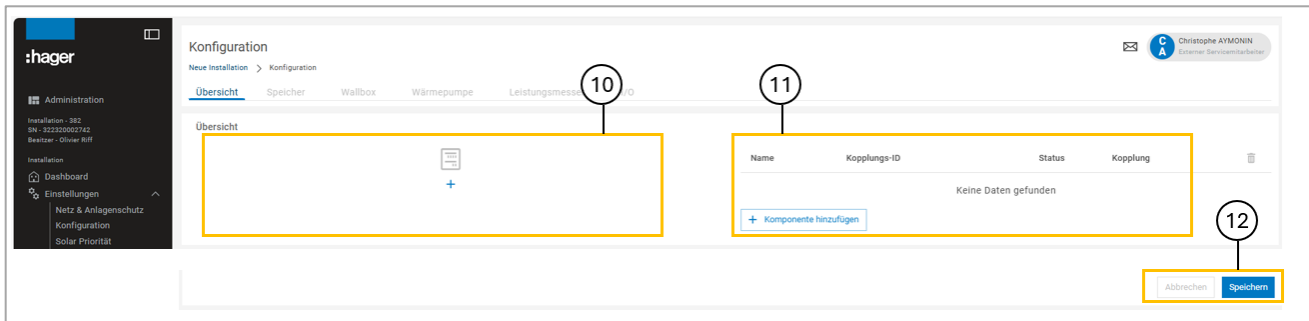 :hager
Administration
Installation - 382
SN - 322320002742
Besitzer - Olivier Riff
Installation
Dashboard
Einstellungen
Netz & Anlagenschutz
Konfiguration
Solar Priorität
Konfiguration
Neue Installation > Konfiguration
CA
Christophe AYMONIN
Externer Servicemitarbeiter
Übersicht Speicher Wallbox Wärmepumpe Leistungsmesse /O
10
11
Übersicht
+
Name Kopplungs-ID Status Kopplung
Keine Daten gefunden
+ Komponente hinzufügen
12
Abbrechen Speichern